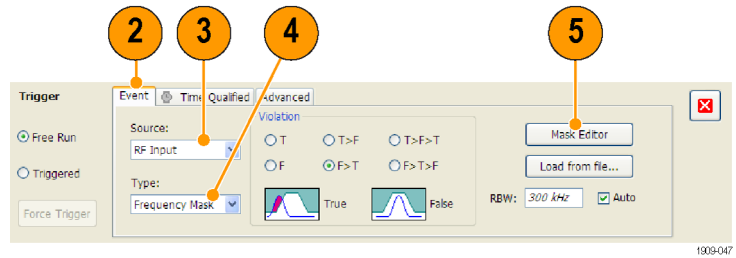 2 3 4 5
Trigger
Event Time Qualified Advanced
Free Run
Triggered
Force Trigger
Source:
RF Input
Type:
Frequency Mask
Violation
T T>F T>F>T
F F>T F>T>F
True False
Mask Editor
Load from file...
RBW: 300 kHz Auto
1909-047